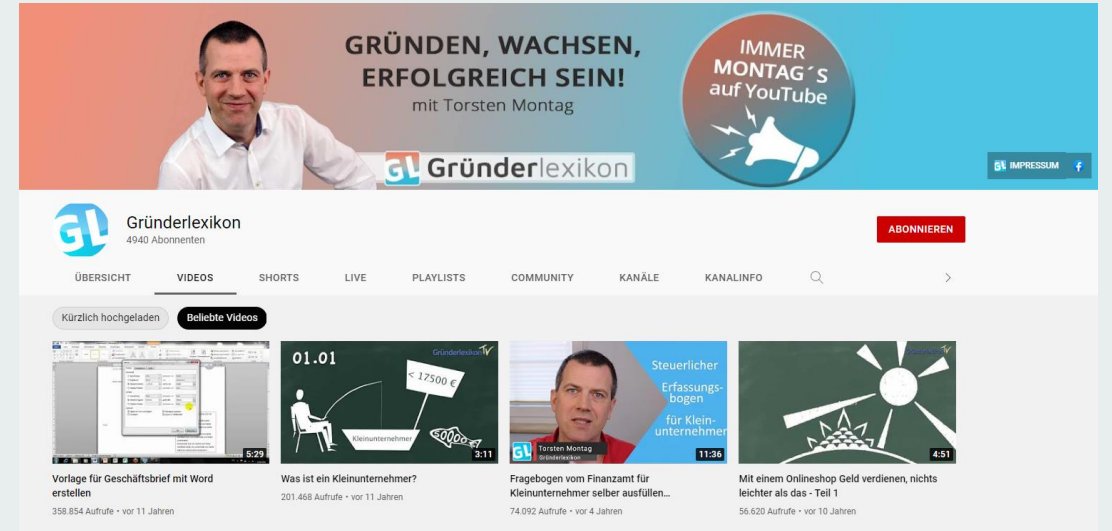 GRÜNDEN, WACHSEN,
ERFOLGREICH SEIN!
mit Torsten Montag
GL Gründerlexikon
IMMER
MONTAG´S
auf YouTube
GL IMPRESSUM
GL
Gründerlexikon
4940 Abonnenten
ABONNIEREN
ÜBERSICHT VIDEOS SHORTS LIVE PLAYLISTS COMMUNITY KANÄLE KANALINFO
Kürzlich hochgeladen Beliebte Videos
5:29
Vorlage für Geschäftsbrief mit Word
erstellen
358.854 Aufrufe • vor 11 Jahren
01.01
GründerlexikonTV
< 17500 €
Kleinunternehmer
50000
3:11
Was ist ein Kleinunternehmer?
201.468 Aufrufe • vor 11 Jahren
Steuerlicher
Erfassungs-
bogen
für Klein-
unternehmer
GL Torsten Montag
Gründerlexikon
11:36
Fragebogen vom Finanzamt für
Kleinunternehmer selber ausfüllen...
74.092 Aufrufe • vor 4 Jahren
GründerlexikonTV
4:51
Mit einem Onlineshop Geld verdienen, nichts
leichter als das - Teil 1
56.620 Aufrufe • vor 10 Jahren